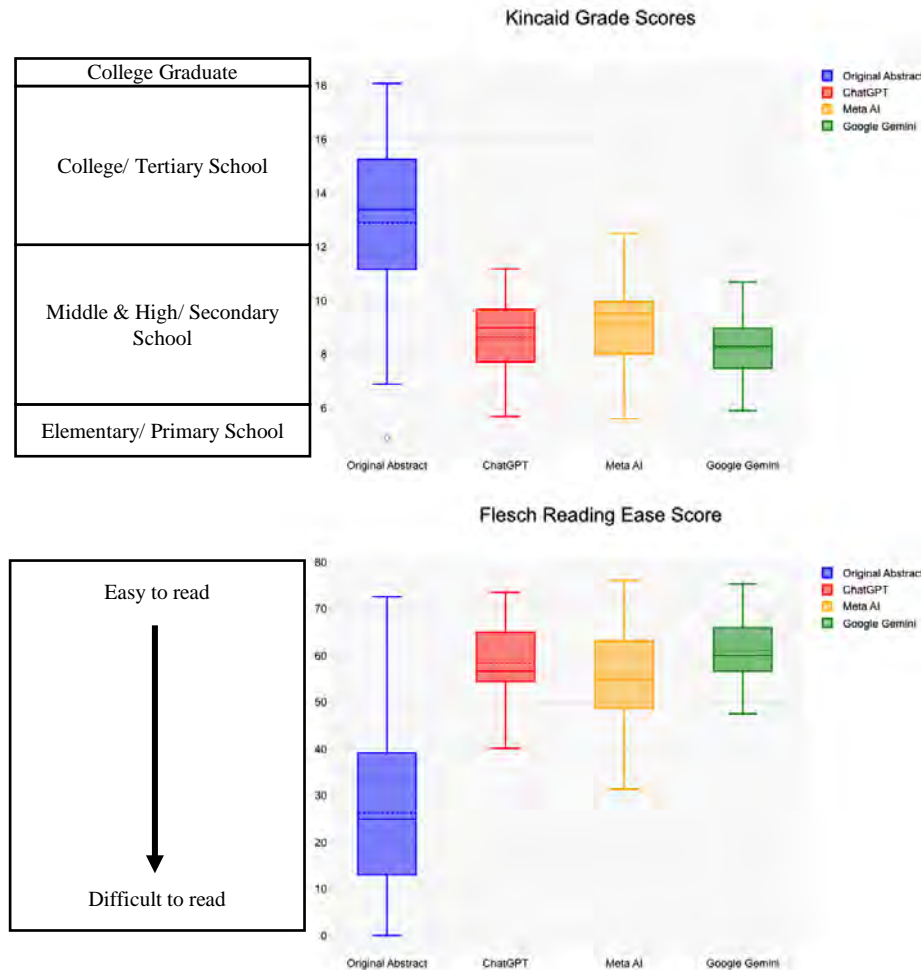 Kincaid Grade Scores
College Graduate
College/ Tertiary School
Middle & High/ Secondary
School
Elementary/ Primary School
18
16
14
12
10
8
6
Original Abstract
ChatGPT
Meta AI
Google Gemini
Original Abstract
ChatGPT
Meta AI
Google Gemini
Flesch Reading Ease Score
Easy to read
Difficult to read
80
70
60
50
40
30
20
10
0
Original Abstract
ChatGPT
Meta AI
Google Gemini
Original Abstract
ChatGPT
Meta AI
Google Gemini